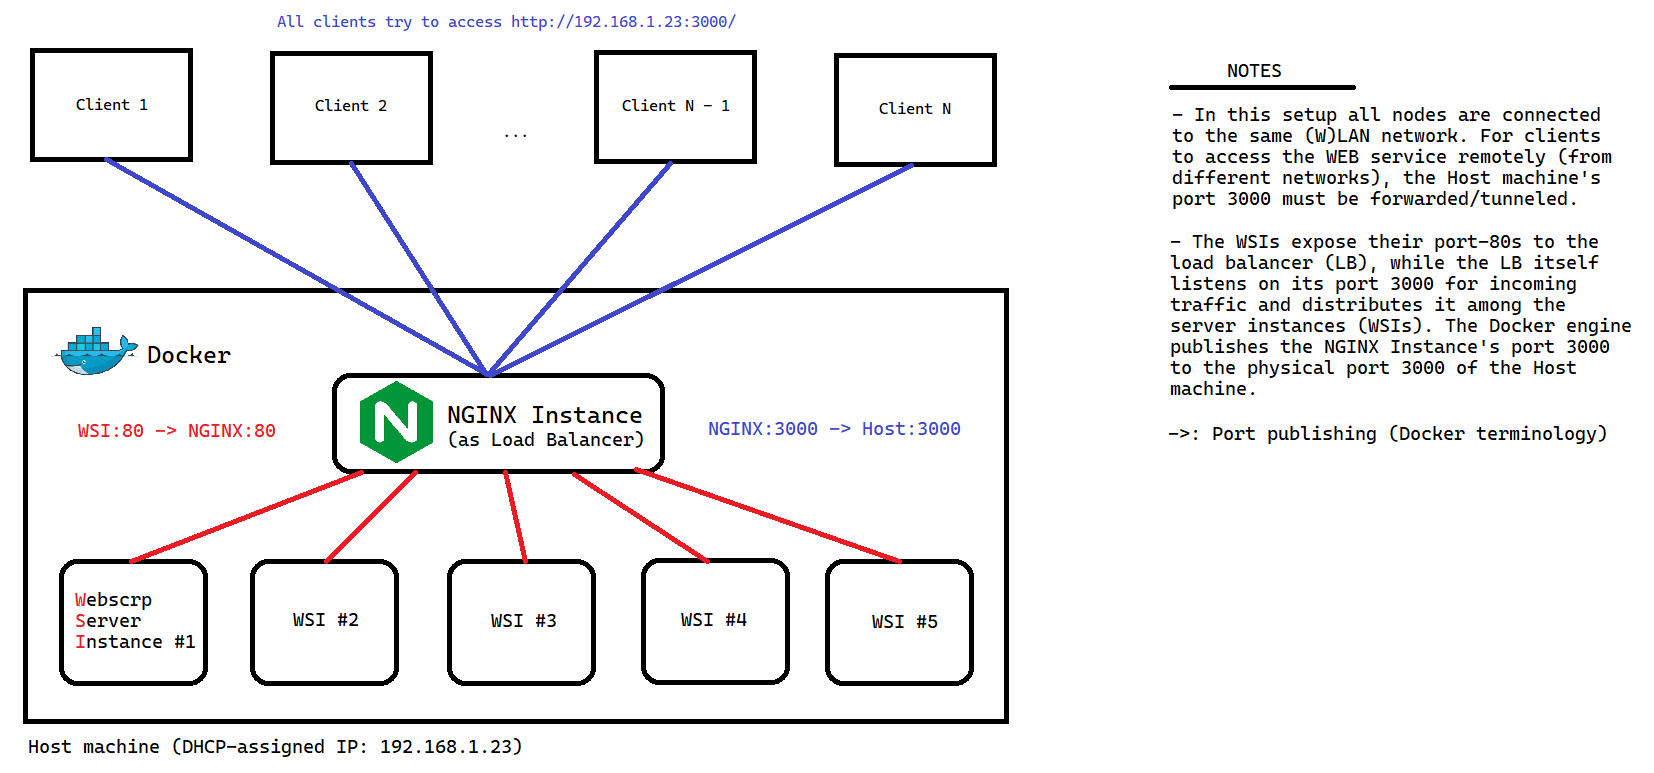 All clients try to access http://192.168.1.23:3000/
Client 1
Client 2
...
Client N - 1
Client N
Docker
NGINX Instance
(as Load Balancer)
WSI:80 -> NGINX:80
NGINX:3000 -> Host:3000
Webscrp
Server
Instance #1
WSI #2
WSI #3
WSI #4
WSI #5
Host machine (DHCP-assigned IP: 192.168.1.23)
NOTES
- In this setup all nodes are connected
to the same (W)LAN network. For clients
to access the WEB service remotely (from
different networks), the Host machine's
port 3000 must be forwarded/tunneled.
- The WSIs expose their port-80s to the
load balancer (LB), while the LB itself
listens on its port 3000 for incoming
traffic and distributes it among the
server instances (WSIs). The Docker engine
publishes the NGINX Instance's port 3000
to the physical port 3000 of the Host
machine.
->: Port publishing (Docker terminology)